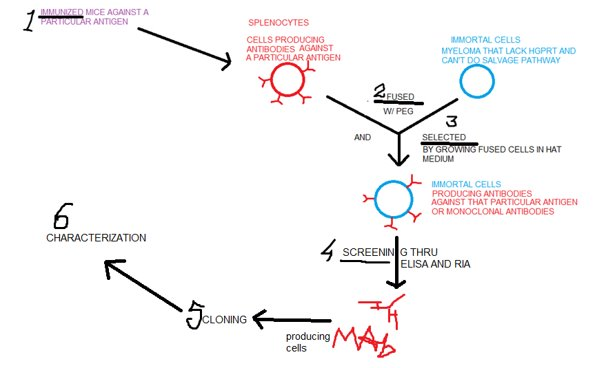 1 IMMUNIZED MICE AGAINST A
PARTICULAR ANTIGEN
SPLENOCYTES
CELLS PRODUCING
ANTIBODIES AGAINST
A PARTICULAR ANTIGEN
IMMORTAL CELLS
MYELOMA THAT LACK HGPRT AND
CAN'T DO SALVAGE PATHWAY
2 FUSED
W/ PEG
AND
3
SELECTED
BY GROWING FUSED CELLS IN HAT
MEDIUM
IMMORTAL CELLS
PRODUCING ANTIBODIES
AGAINST THAT PARTICULAR ANTIGEN
OR MONOCLONAL ANTIBODIES
4 SCREENING THRU
ELISA AND RIA
producing
cells
MAb
5 CLONING
6
CHARACTERIZATION